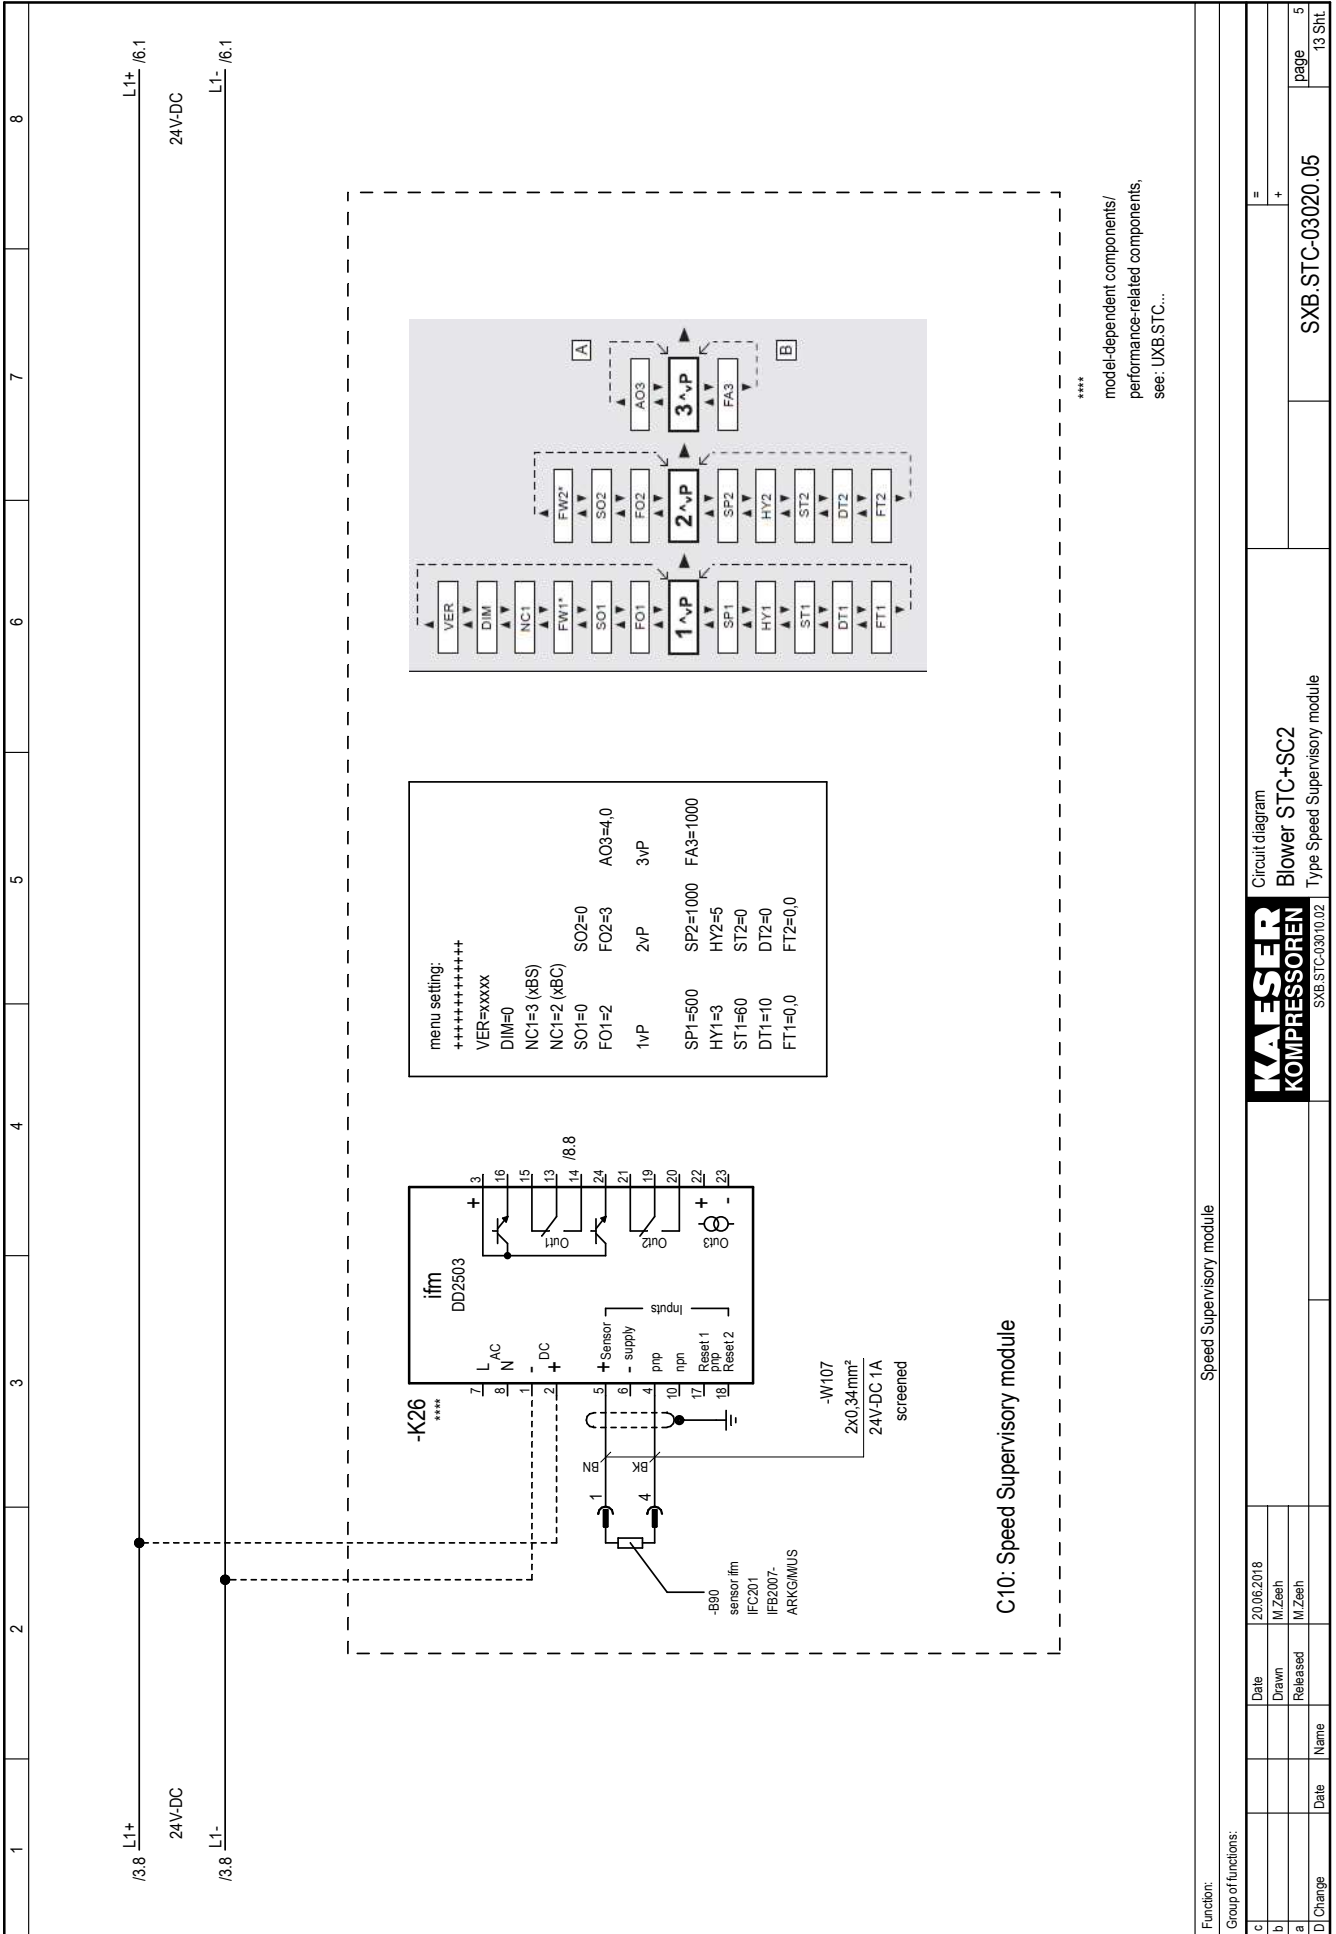 1
2
3
4
5
6
7
8
/3.8 L1+
24V-DC
/3.8 L1-
L1+ /6.1
24V-DC
L1- /6.1
-K26
****
ifm
DD2503
7
L
AC
8
N
1
-
DC
2
+
5
+ Sensor
6
- supply
4
pnp
10
npn
17
Reset 1
pnp
18
Reset 2
Inputs
+
3
16
15
Out1
13
14
/8.8
24
21
Out2
19
20
+
22
Out3
-
23
BN
BK
1
4
-B90
sensor ifm
IFC201
IFB2007-
ARKG/M/US
-W107
2x0,34mm²
24V-DC 1A
screened
C10: Speed Supervisory module
menu setting:
++++++++++++
VER=xxxxx
DIM=0
NC1=3 (xBS)
NC1=2 (xBC)
SO1=0 SO2=0
FO1=2 FO2=3 AO3=4,0
1vP 2vP 3vP
SP1=500 SP2=1000 FA3=1000
HY1=3 HY2=5
ST1=60 ST2=0
DT1=10 DT2=0
FT1=0,0 FT2=0,0
VER
DIM
NC1
FW1* FW2*
SO1 SO2
FO1 FO2 AO3
1^vP 2^vP 3^vP
SP1 SP2 FA3
HY1 HY2
ST1 ST2
DT1 DT2
FT1 FT2
A
B
****
model-dependent components/
performance-related components,
see: UXB.STC...
Function:
Speed Supervisory module
Group of functions:
c
b
a
D Change
Date
Name
Date 20.06.2018
Drawn M.Zeeh
Released M.Zeeh
KAESER
KOMPRESSOREN
SXB.STC-03010.02
Circuit diagram
Blower STC+SC2
Type Speed Supervisory module
=
+
SXB.STC-03020.05
page 5
13 Sht.